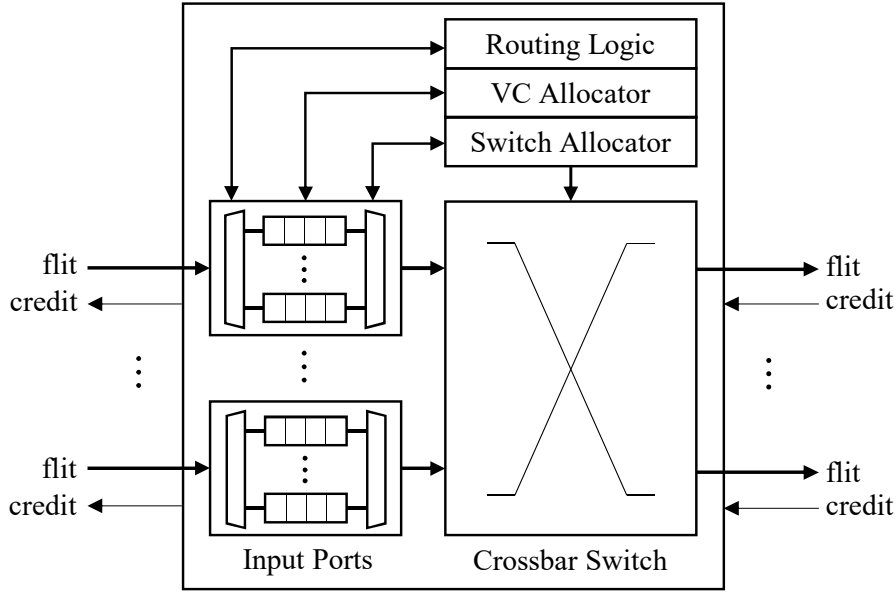 Routing Logic
VC Allocator
Switch Allocator
flit
credit
flit
credit
flit
credit
flit
credit
Input Ports
Crossbar Switch